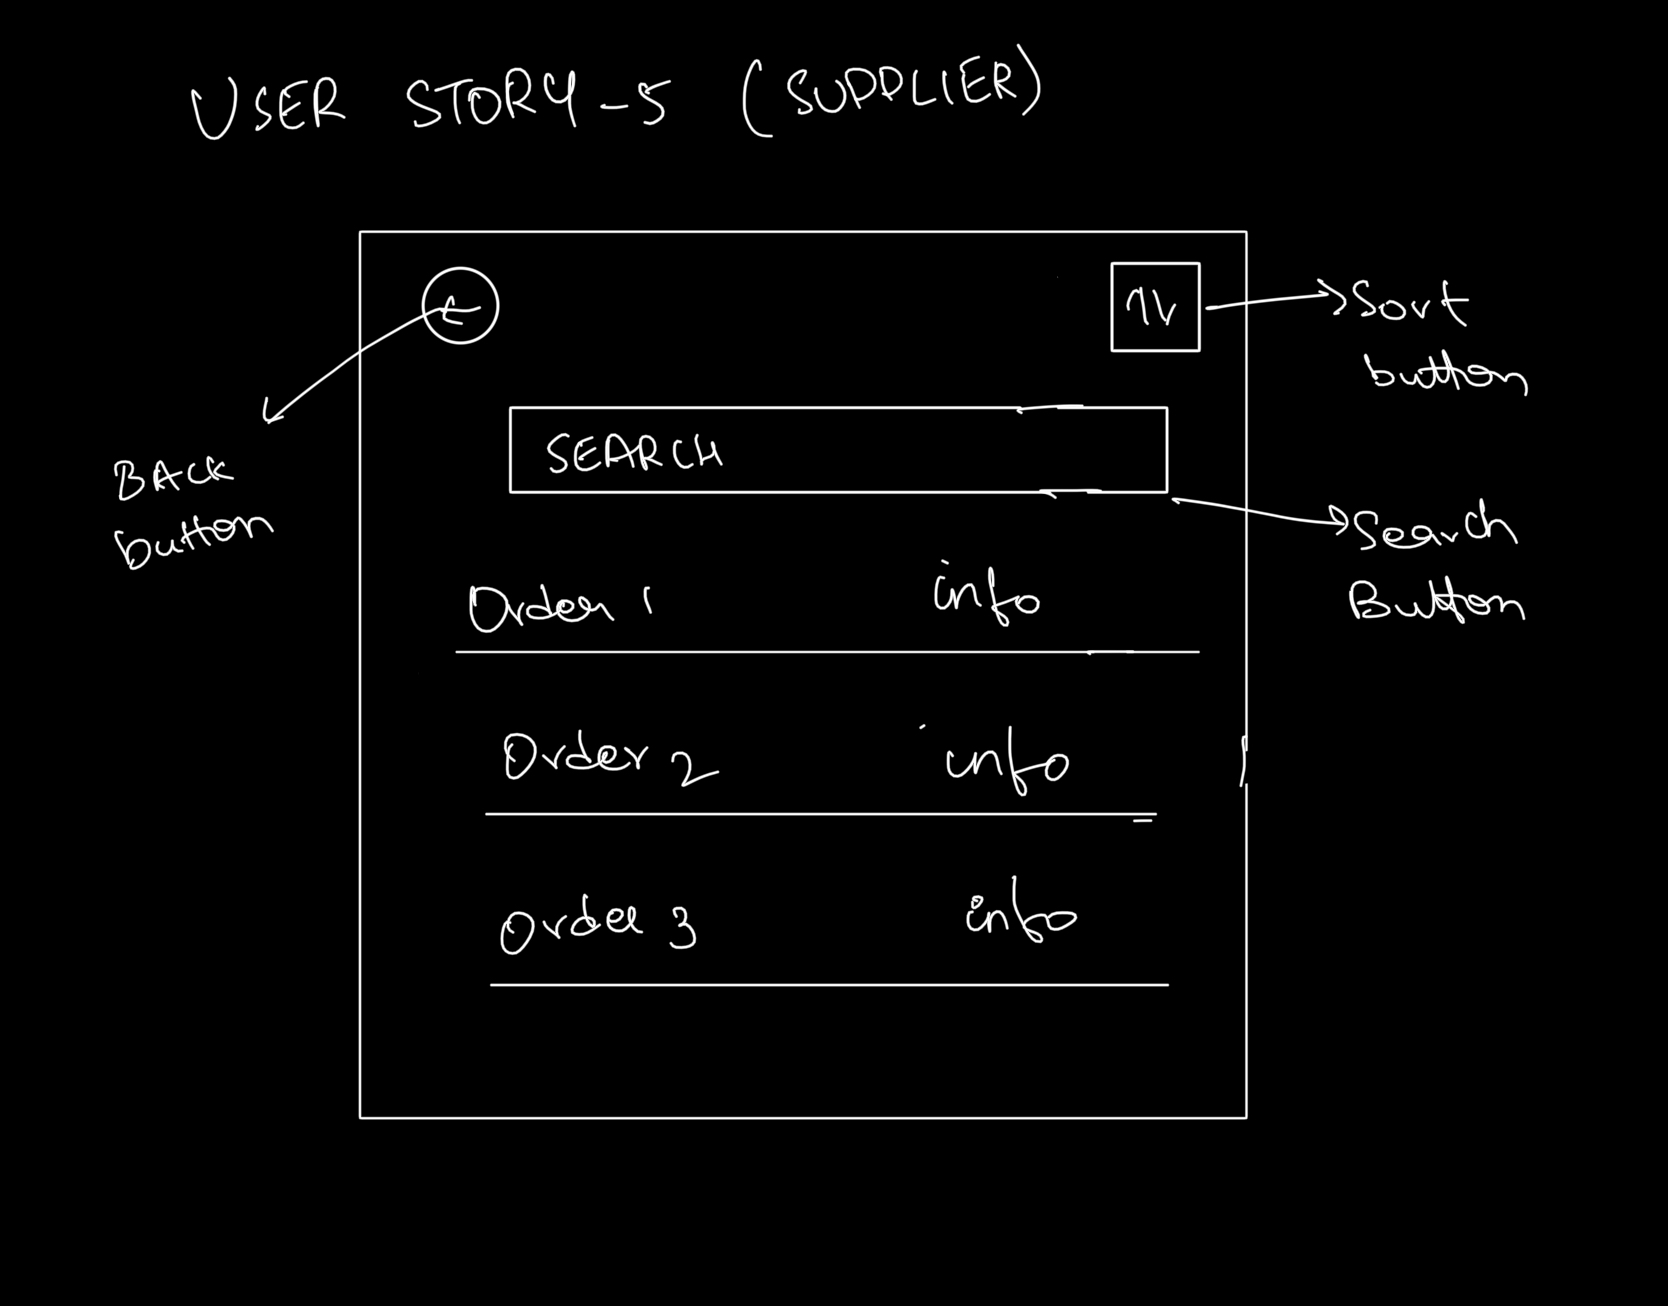 USER STORY-5 (SUPPLIER)
Sort
button
SEARCH
BACK
button
Search
Button
Order 1 info
Order 2 info
Order 3 info